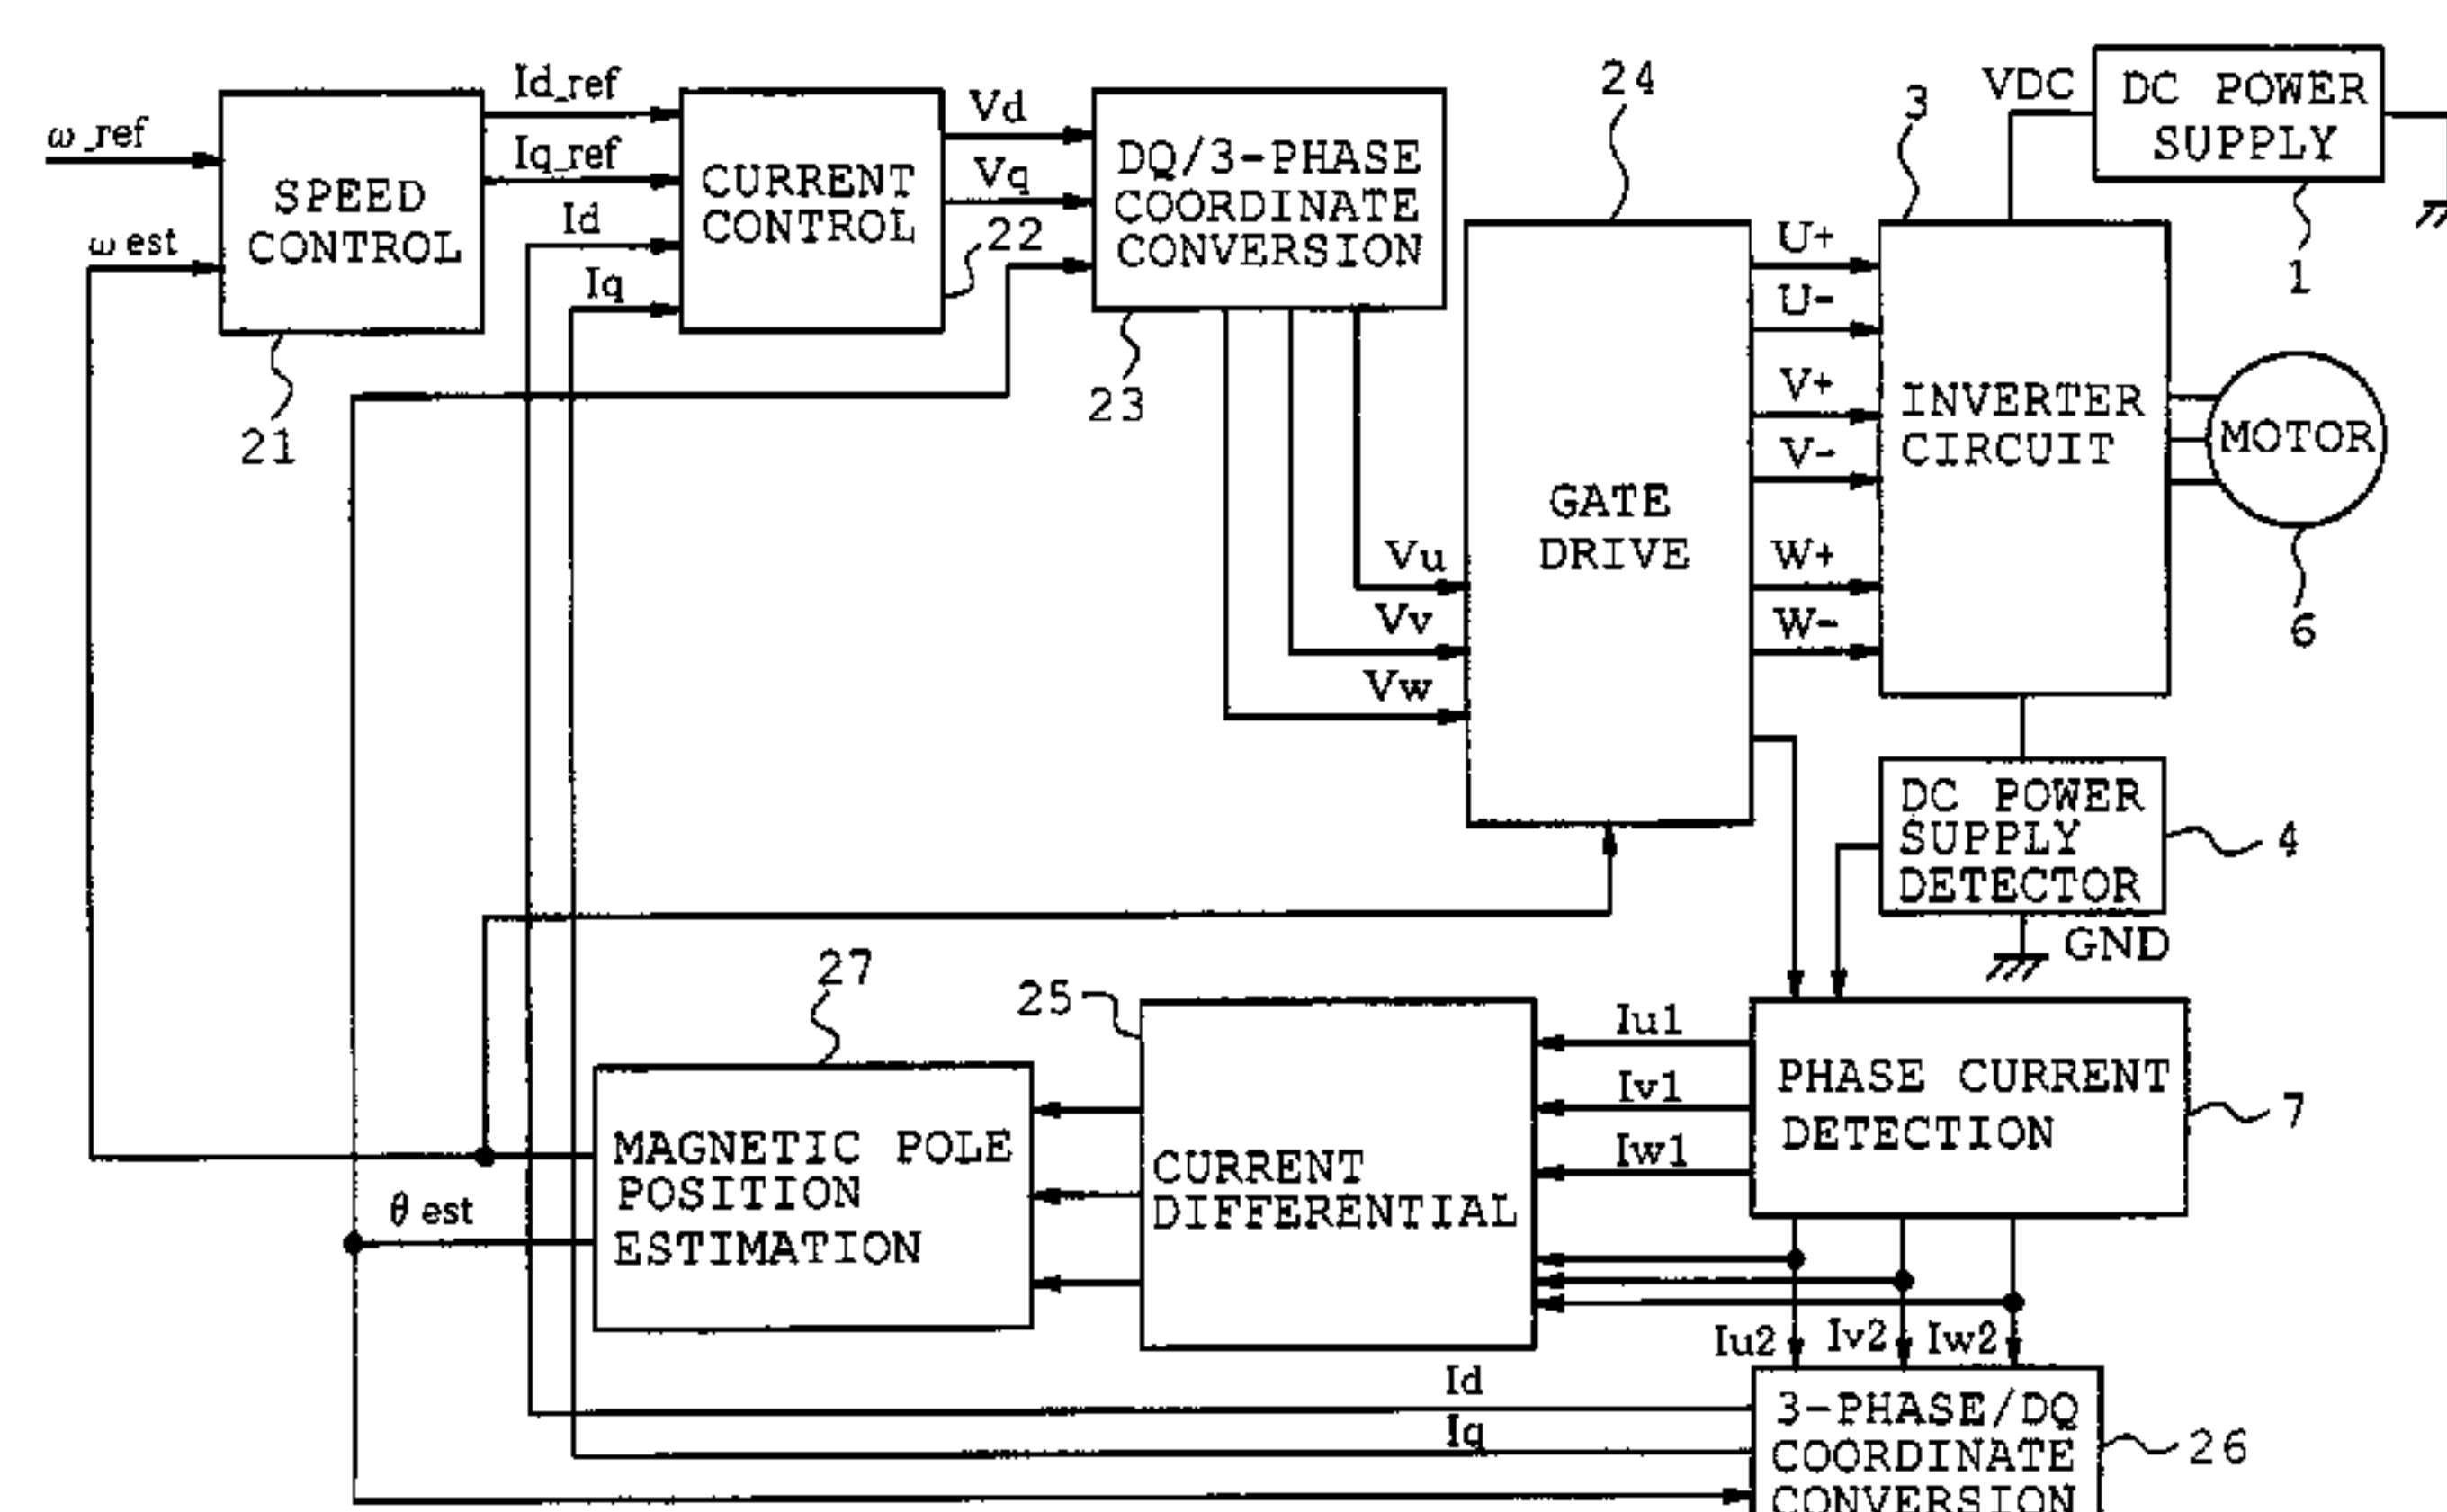 ω_ref
ω est
SPEED
CONTROL
21
Id_ref
Iq_ref
Id
Iq
CURRENT
CONTROL
22
Vd
Vq
DQ/3-PHASE
COORDINATE
CONVERSION
23
24
GATE
DRIVE
Vu
Vv
Vw
U+
U-
V+
V-
W+
W-
3
INVERTER
CIRCUIT
VDC
DC POWER
SUPPLY
1
MOTOR
6
DC POWER
SUPPLY
DETECTOR
4
GND
27
MAGNETIC POLE
POSITION
ESTIMATION
θ est
25
CURRENT
DIFFERENTIAL
Iu1
Iv1
Iw1
PHASE CURRENT
DETECTION
7
Iu2
Iv2
Iw2
Id
Iq
3-PHASE/DQ
COORDINATE
CONVERSION
26